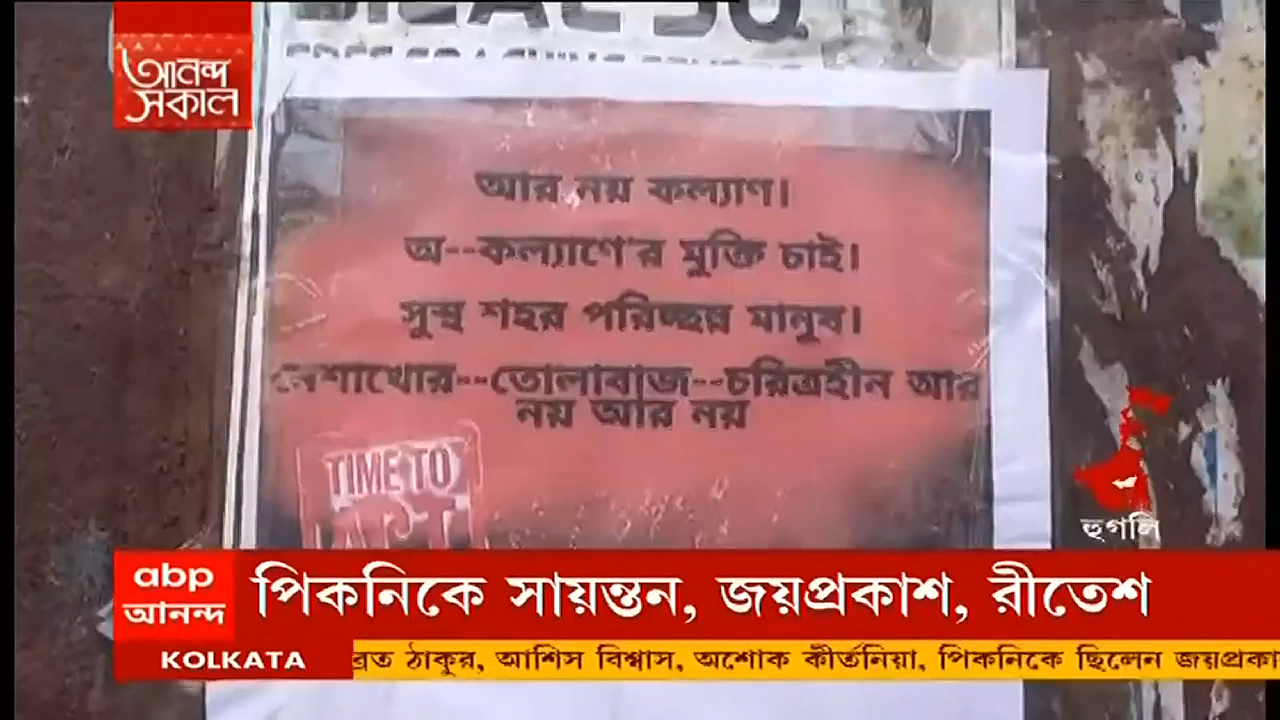 আনন্দ
সকাল
আর নয় কল্যাণ।
অ--কল্যাণে'র মুক্তি চাই।
সুস্থ শহর পরিচ্ছন্ন মানুষ।
নেশাখোর--তোলাবাজ--চরিত্রহীন আর
নয় আর নয়
TIME TO
হুগলি
abp
আনন্দ
পিকনিকে সায়ন্তন, জয়প্রকাশ, রীতেশ
KOLKATA
ঠাকুর, আশিস বিশ্বাস, অশোক কীর্তনিয়া, পিকনিকে ছিলেন